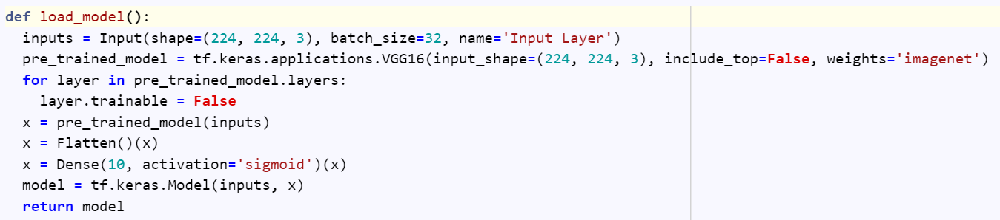 def load_model():
  inputs = Input(shape=(224, 224, 3), batch_size=32, name='Input Layer')
  pre_trained_model = tf.keras.applications.VGG16(input_shape=(224, 224, 3), include_top=False, weights='imagenet')
  for layer in pre_trained_model.layers:
    layer.trainable = False
  x = pre_trained_model(inputs)
  x = Flatten()(x)
  x = Dense(10, activation='sigmoid')(x)
  model = tf.keras.Model(inputs, x)
  return model